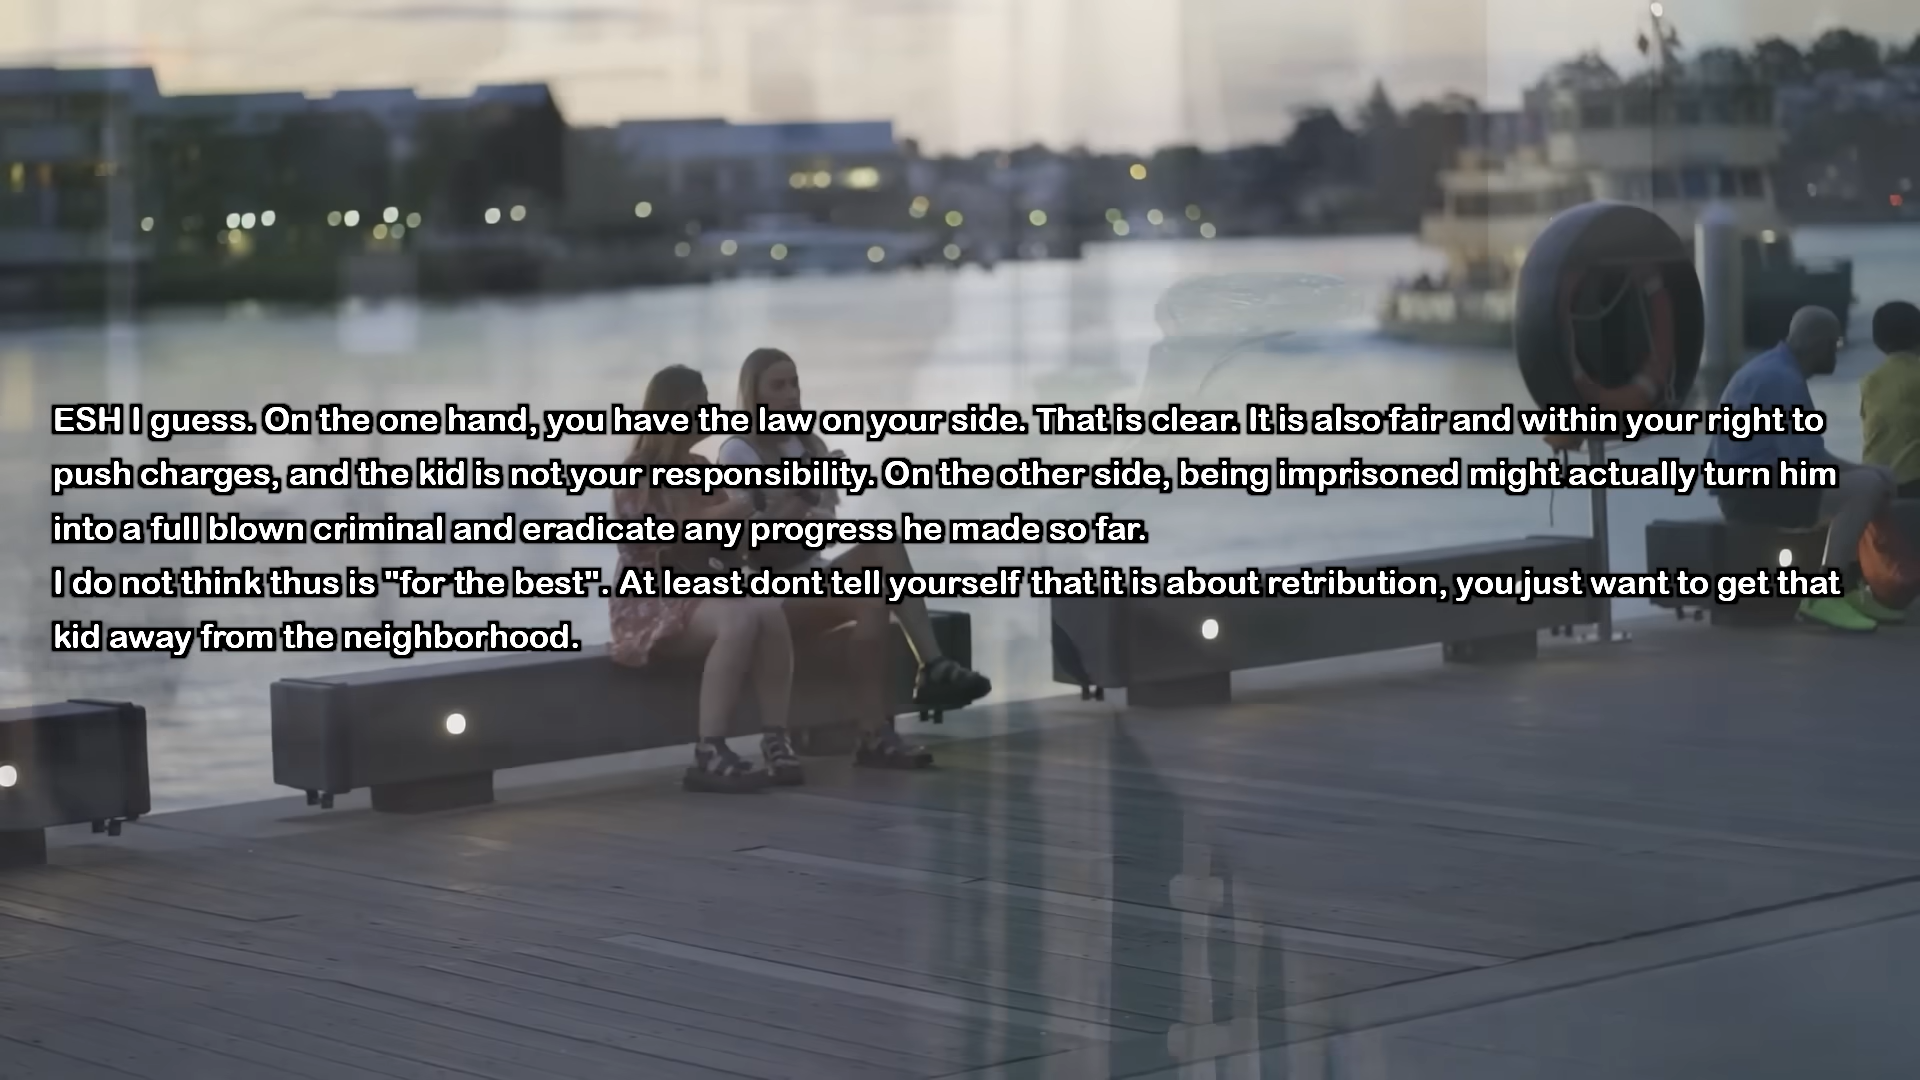 ESH I guess. On the one hand, you have the law on your side. That is clear. It is also fair and within your right to
push charges, and the kid is not your responsibility. On the other side, being imprisoned might actually turn him
into a full blown criminal and eradicate any progress he made so far.
I do not think thus is "for the best". At least dont tell yourself that it is about retribution, you just want to get that
kid away from the neighborhood.